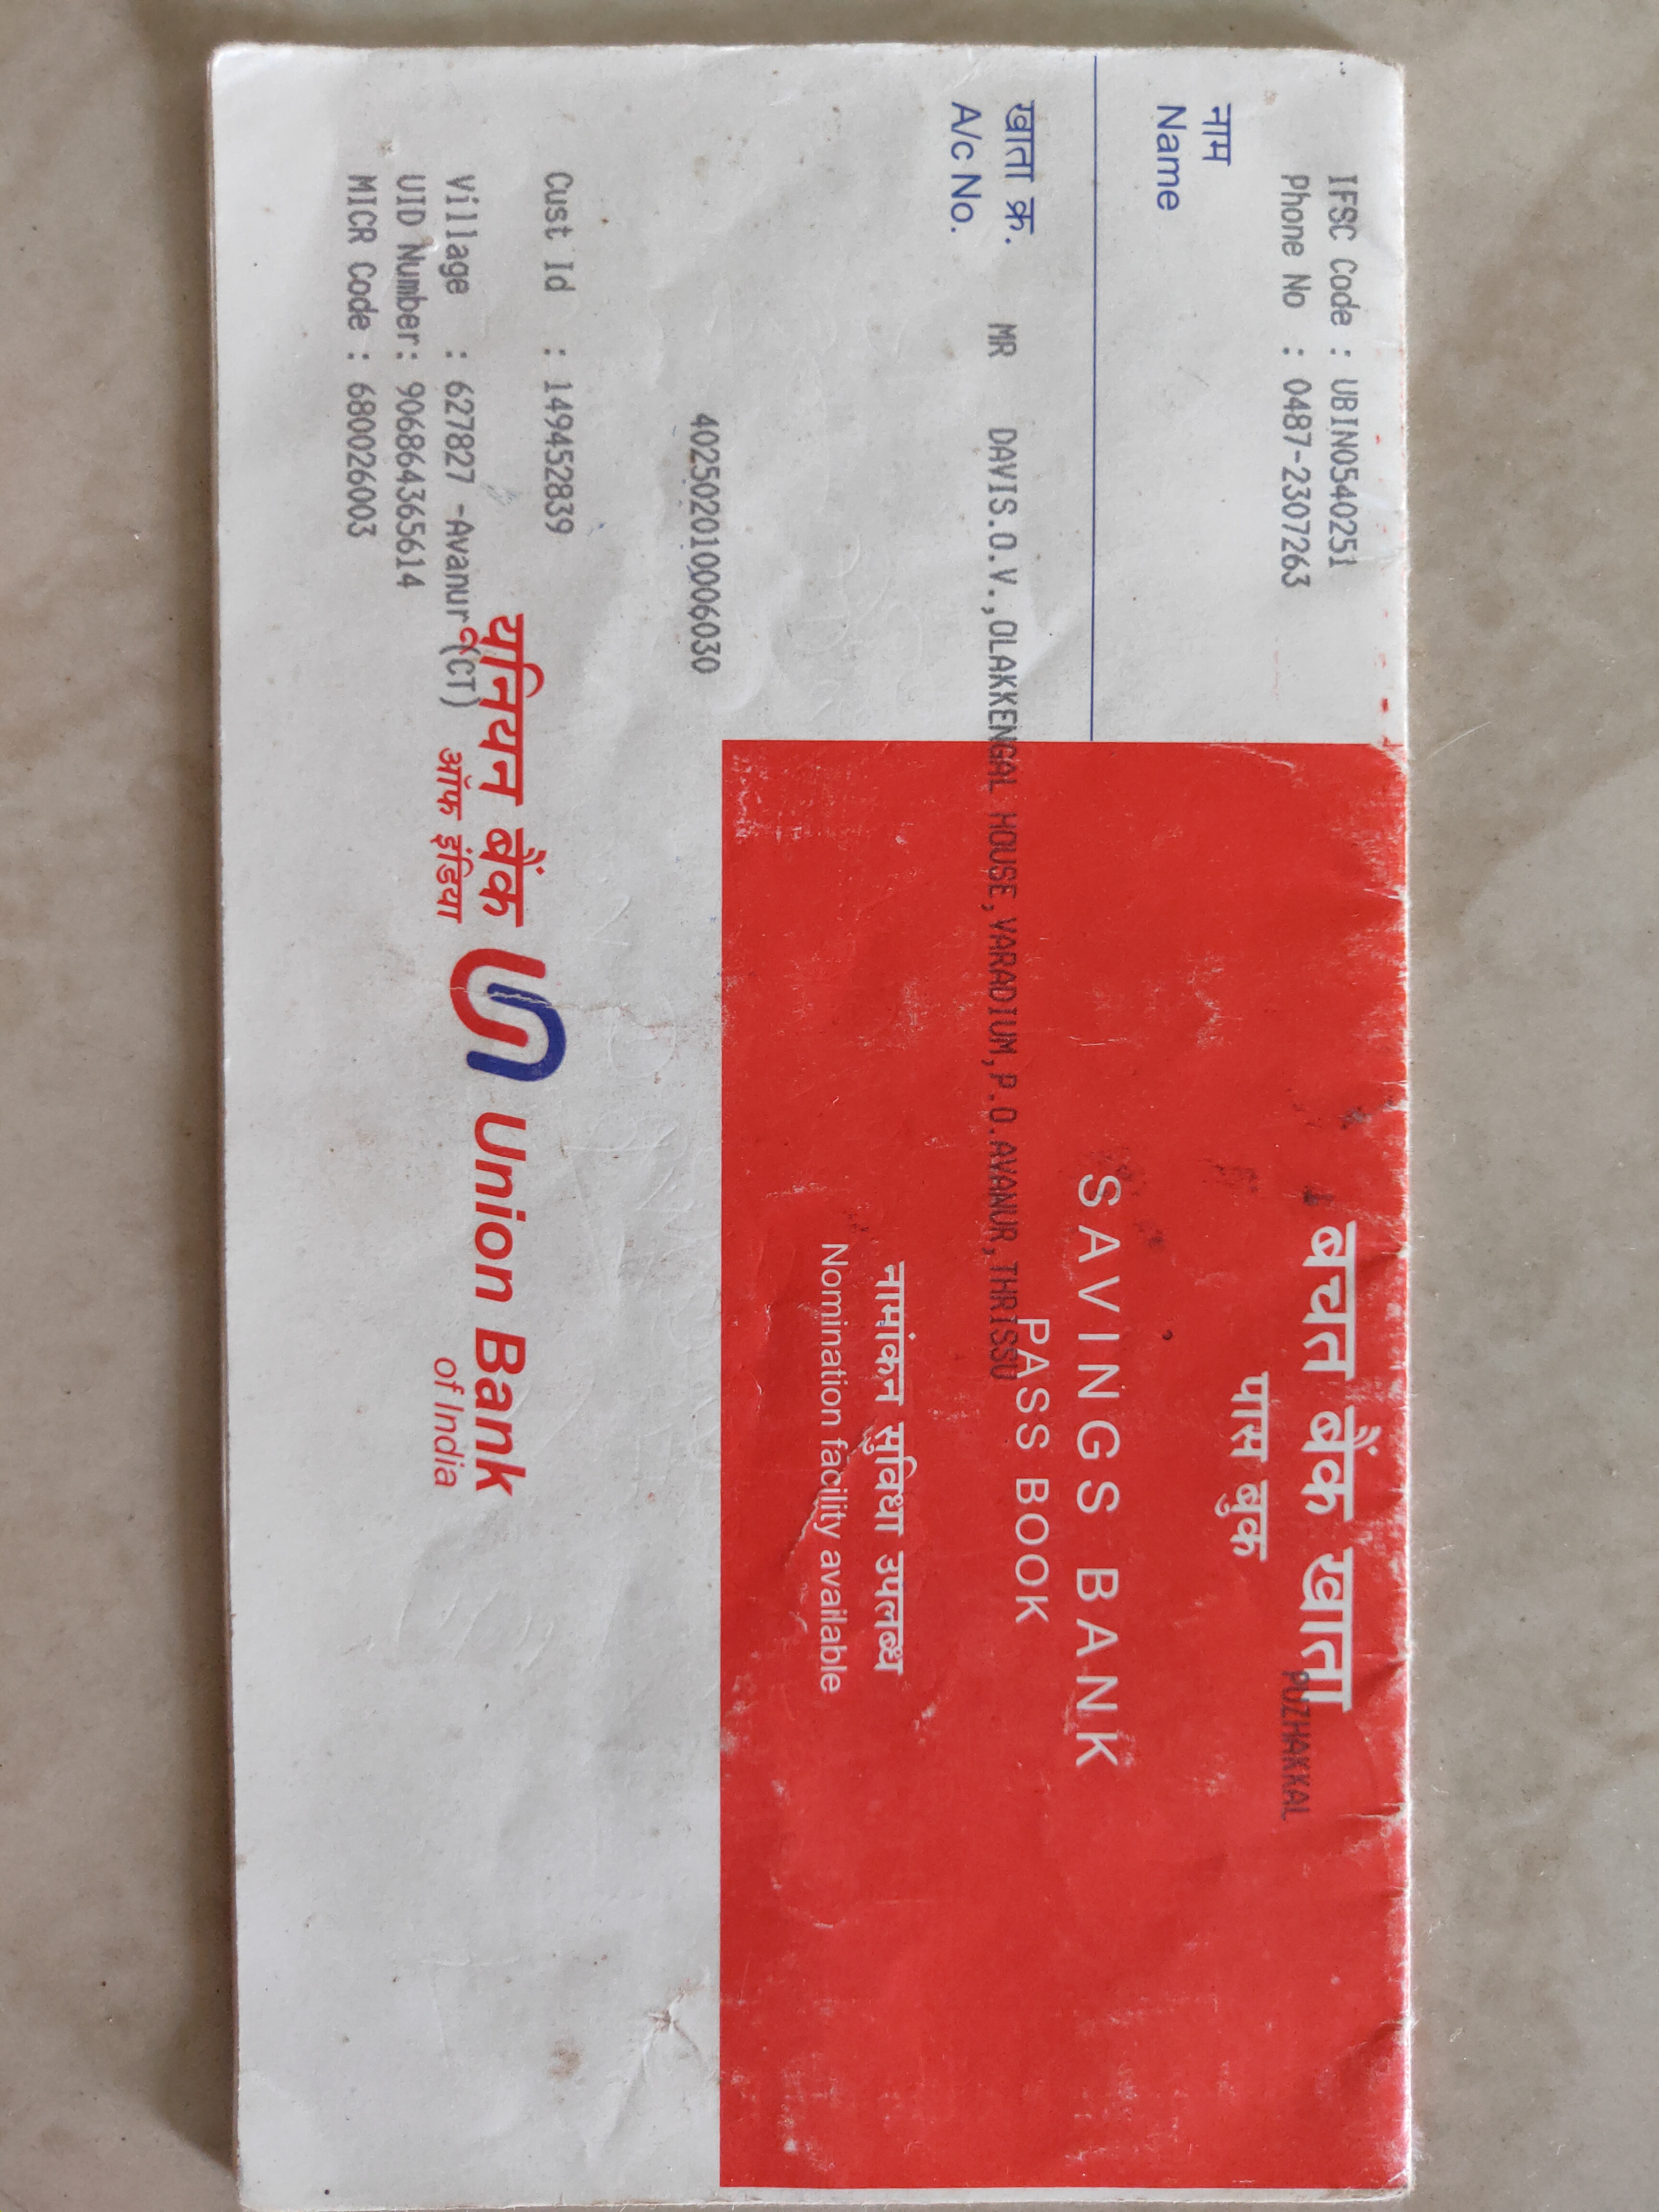 IFSC Code : UBIN0540251
Phone No : 0487-2307263 PUZHAKKAL
बचत बैंक खाता
पास बुक
नाम
Name
SAVINGS BANK
PASS BOOK
खाता क्र.
A/c No.
MR DAVIS.O.V.,OLAKKENGAL HOUSE,VARADIUM,P.O.AVANUR,THRISSU
नामांकन सुविधा उपलब्ध
Nomination facility available
402502010006030
Cust Id : 149452839
Village : 627827 -Avanur (CT)
UID Number: 906864365614
MICR Code : 680026003
यूनियन बैंक Union Bank
ऑफ इंडिया of India